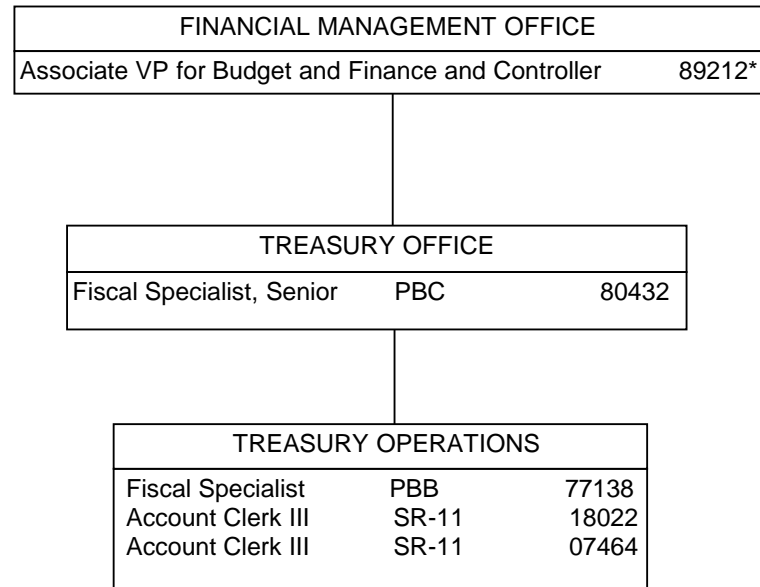 FINANCIAL MANAGEMENT OFFICE
Associate VP for Budget and Finance and Controller 89212*
TREASURY OFFICE
Fiscal Specialist, Senior PBC 80432
TREASURY OPERATIONS
Fiscal Specialist PBB 77138
Account Clerk III SR-11 18022
Account Clerk III SR-11 07464